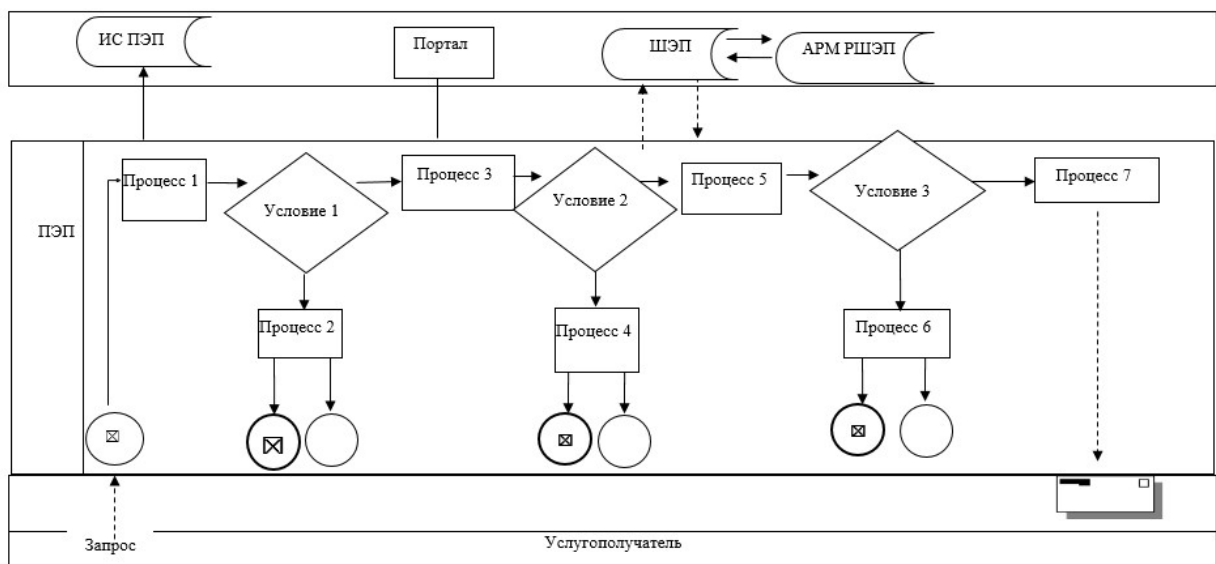 ИС ПЭП
Портал
ШЭП
АРМ РШЭП
ПЭП
Процесс 1
Условие 1
Процесс 3
Условие 2
Процесс 5
Условие 3
Процесс 7
Процесс 2
Процесс 4
Процесс 6
Запрос
Услугополучатель